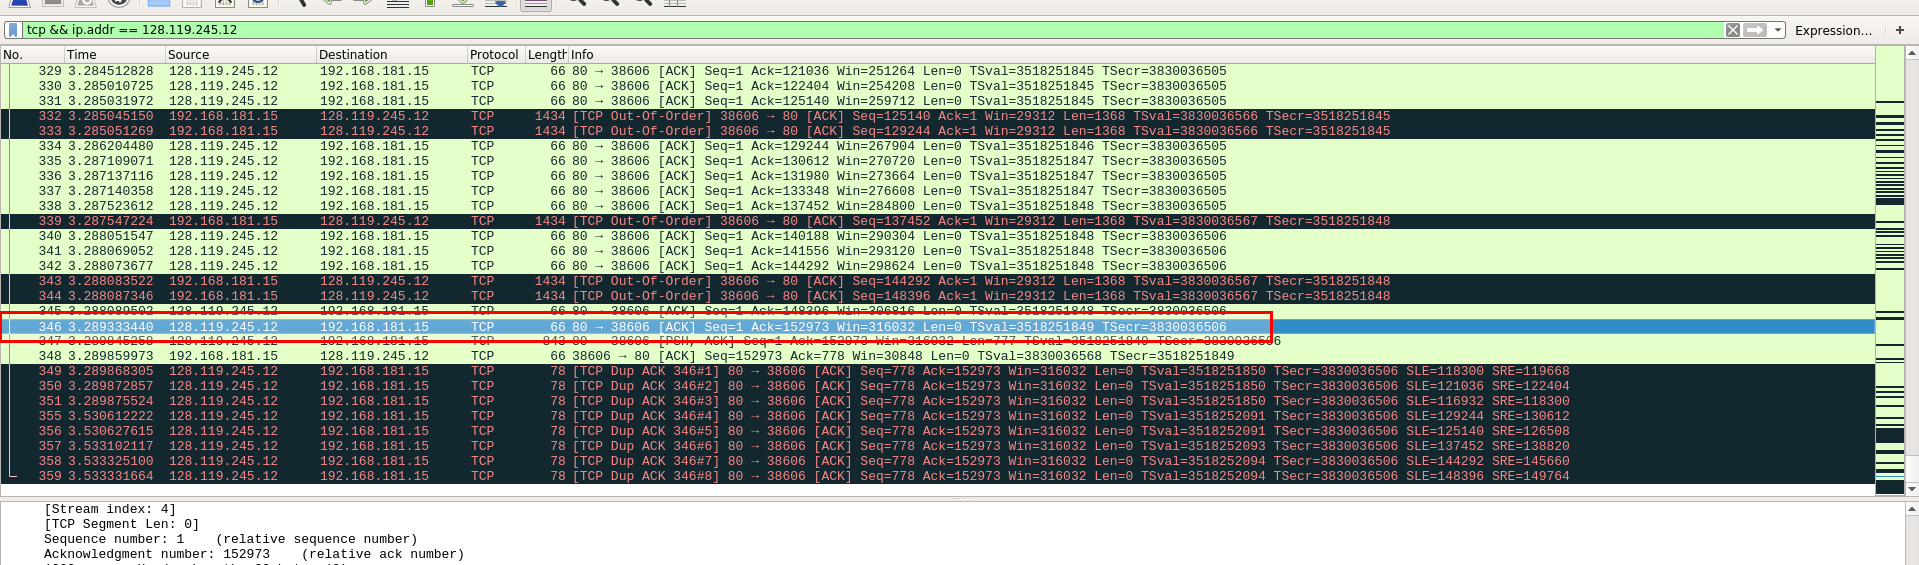 tcp && ip.addr == 128.119.245.12 Expression… +
No. Time Source Destination Protocol Length Info
329 3.284512828 128.119.245.12 192.168.181.15 TCP 66 80 → 38606 [ACK] Seq=1 Ack=121036 Win=251264 Len=0 TSval=3518251845 TSecr=3830036505
330 3.285010725 128.119.245.12 192.168.181.15 TCP 66 80 → 38606 [ACK] Seq=1 Ack=122404 Win=254208 Len=0 TSval=3518251845 TSecr=3830036505
331 3.285031972 128.119.245.12 192.168.181.15 TCP 66 80 → 38606 [ACK] Seq=1 Ack=125140 Win=259712 Len=0 TSval=3518251845 TSecr=3830036505
332 3.285045150 192.168.181.15 128.119.245.12 TCP 1434 [TCP Out-Of-Order] 38606 → 80 [ACK] Seq=125140 Ack=1 Win=29312 Len=1368 TSval=3830036566 TSecr=3518251845
333 3.285051269 192.168.181.15 128.119.245.12 TCP 1434 [TCP Out-Of-Order] 38606 → 80 [ACK] Seq=129244 Ack=1 Win=29312 Len=1368 TSval=3830036566 TSecr=3518251845
334 3.286204480 128.119.245.12 192.168.181.15 TCP 66 80 → 38606 [ACK] Seq=1 Ack=129244 Win=267904 Len=0 TSval=3518251846 TSecr=3830036505
335 3.287109071 128.119.245.12 192.168.181.15 TCP 66 80 → 38606 [ACK] Seq=1 Ack=130612 Win=270720 Len=0 TSval=3518251847 TSecr=3830036505
336 3.287137116 128.119.245.12 192.168.181.15 TCP 66 80 → 38606 [ACK] Seq=1 Ack=131980 Win=273664 Len=0 TSval=3518251847 TSecr=3830036505
337 3.287140358 128.119.245.12 192.168.181.15 TCP 66 80 → 38606 [ACK] Seq=1 Ack=133348 Win=276608 Len=0 TSval=3518251847 TSecr=3830036505
338 3.287523612 128.119.245.12 192.168.181.15 TCP 66 80 → 38606 [ACK] Seq=1 Ack=137452 Win=284800 Len=0 TSval=3518251848 TSecr=3830036505
339 3.287547224 192.168.181.15 128.119.245.12 TCP 1434 [TCP Out-Of-Order] 38606 → 80 [ACK] Seq=137452 Ack=1 Win=29312 Len=1368 TSval=3830036567 TSecr=3518251848
340 3.288051547 128.119.245.12 192.168.181.15 TCP 66 80 → 38606 [ACK] Seq=1 Ack=140188 Win=290304 Len=0 TSval=3518251848 TSecr=3830036506
341 3.288069052 128.119.245.12 192.168.181.15 TCP 66 80 → 38606 [ACK] Seq=1 Ack=141556 Win=293120 Len=0 TSval=3518251848 TSecr=3830036506
342 3.288073677 128.119.245.12 192.168.181.15 TCP 66 80 → 38606 [ACK] Seq=1 Ack=144292 Win=298624 Len=0 TSval=3518251848 TSecr=3830036506
343 3.288083522 192.168.181.15 128.119.245.12 TCP 1434 [TCP Out-Of-Order] 38606 → 80 [ACK] Seq=144292 Ack=1 Win=29312 Len=1368 TSval=3830036567 TSecr=3518251848
344 3.288087346 192.168.181.15 128.119.245.12 TCP 1434 [TCP Out-Of-Order] 38606 → 80 [ACK] Seq=148396 Ack=1 Win=29312 Len=1368 TSval=3830036567 TSecr=3518251848
345 3.288089502 128.119.245.12 192.168.181.15 TCP 66 80 → 38606 [ACK] Seq=1 Ack=148396 Win=306816 Len=0 TSval=3518251848 TSecr=3830036506
346 3.289333440 128.119.245.12 192.168.181.15 TCP 66 80 → 38606 [ACK] Seq=1 Ack=152973 Win=316032 Len=0 TSval=3518251849 TSecr=3830036506
347 128.119.245.12 192.168.181.15 TCP 843 80 → 38606 [PSH, ACK] Seq=1 Ack=152973 Win=316032 Len=777 TSval=3518251849 TSecr=3830036506
348 3.289859973 192.168.181.15 128.119.245.12 TCP 66 38606 → 80 [ACK] Seq=152973 Ack=778 Win=30848 Len=0 TSval=3830036568 TSecr=3518251849
349 3.289868305 128.119.245.12 192.168.181.15 TCP 78 [TCP Dup ACK 346#1] 80 → 38606 [ACK] Seq=778 Ack=152973 Win=316032 Len=0 TSval=3518251850 TSecr=3830036506 SLE=118300 SRE=119668
350 3.289872857 128.119.245.12 192.168.181.15 TCP 78 [TCP Dup ACK 346#2] 80 → 38606 [ACK] Seq=778 Ack=152973 Win=316032 Len=0 TSval=3518251850 TSecr=3830036506 SLE=121036 SRE=122404
351 3.289875524 128.119.245.12 192.168.181.15 TCP 78 [TCP Dup ACK 346#3] 80 → 38606 [ACK] Seq=778 Ack=152973 Win=316032 Len=0 TSval=3518251850 TSecr=3830036506 SLE=116932 SRE=118300
355 3.530612222 128.119.245.12 192.168.181.15 TCP 78 [TCP Dup ACK 346#4] 80 → 38606 [ACK] Seq=778 Ack=152973 Win=316032 Len=0 TSval=3518252091 TSecr=3830036506 SLE=129244 SRE=130612
356 3.530627615 128.119.245.12 192.168.181.15 TCP 78 [TCP Dup ACK 346#5] 80 → 38606 [ACK] Seq=778 Ack=152973 Win=316032 Len=0 TSval=3518252091 TSecr=3830036506 SLE=125140 SRE=126508
357 3.533102117 128.119.245.12 192.168.181.15 TCP 78 [TCP Dup ACK 346#6] 80 → 38606 [ACK] Seq=778 Ack=152973 Win=316032 Len=0 TSval=3518252093 TSecr=3830036506 SLE=137452 SRE=138820
358 3.533325100 128.119.245.12 192.168.181.15 TCP 78 [TCP Dup ACK 346#7] 80 → 38606 [ACK] Seq=778 Ack=152973 Win=316032 Len=0 TSval=3518252094 TSecr=3830036506 SLE=144292 SRE=145660
359 3.533331664 128.119.245.12 192.168.181.15 TCP 78 [TCP Dup ACK 346#8] 80 → 38606 [ACK] Seq=778 Ack=152973 Win=316032 Len=0 TSval=3518252094 TSecr=3830036506 SLE=148396 SRE=149764
[Stream index: 4]
[TCP Segment Len: 0]
Sequence number: 1 (relative sequence number)
Acknowledgment number: 152973 (relative ack number)